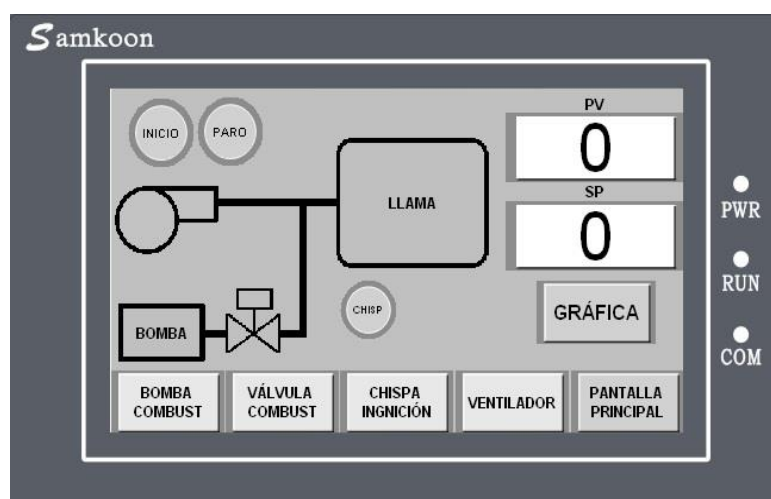 Samkoon
INICIO
PARO
PV
0
SP
0
LLAMA
PWR
RUN
COM
CHISP
GRÁFICA
BOMBA
BOMBA
COMBUST
VÁLVULA
COMBUST
CHISPA
INGNICIÓN
VENTILADOR
PANTALLA
PRINCIPAL